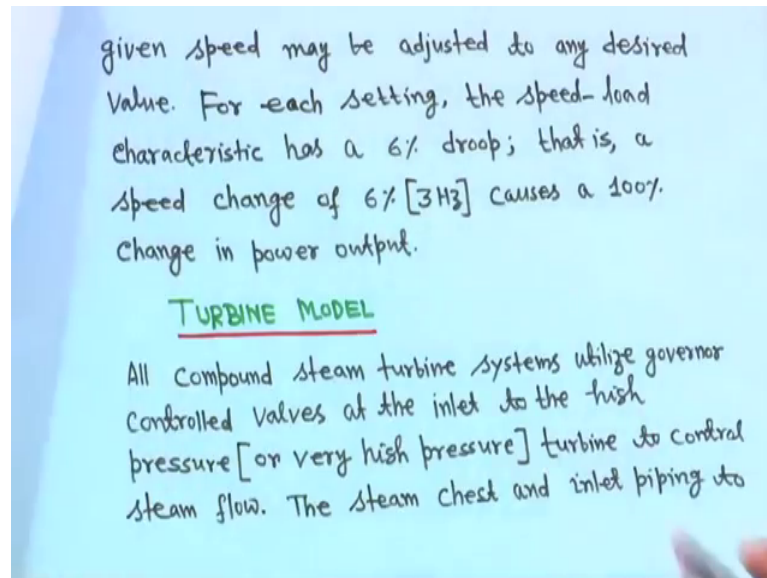 given speed may be adjusted to any desired
Value. For each setting, the speed-load
characteristic has a 6% droop; that is, a
speed change of 6% [3 Hz] causes a 100%
change in power output.
TURBINE MODEL
All compound steam turbine systems utilize governor
controlled valves at the inlet to the high
pressure [or very high pressure] turbine to control
steam flow. The steam chest and inlet piping to